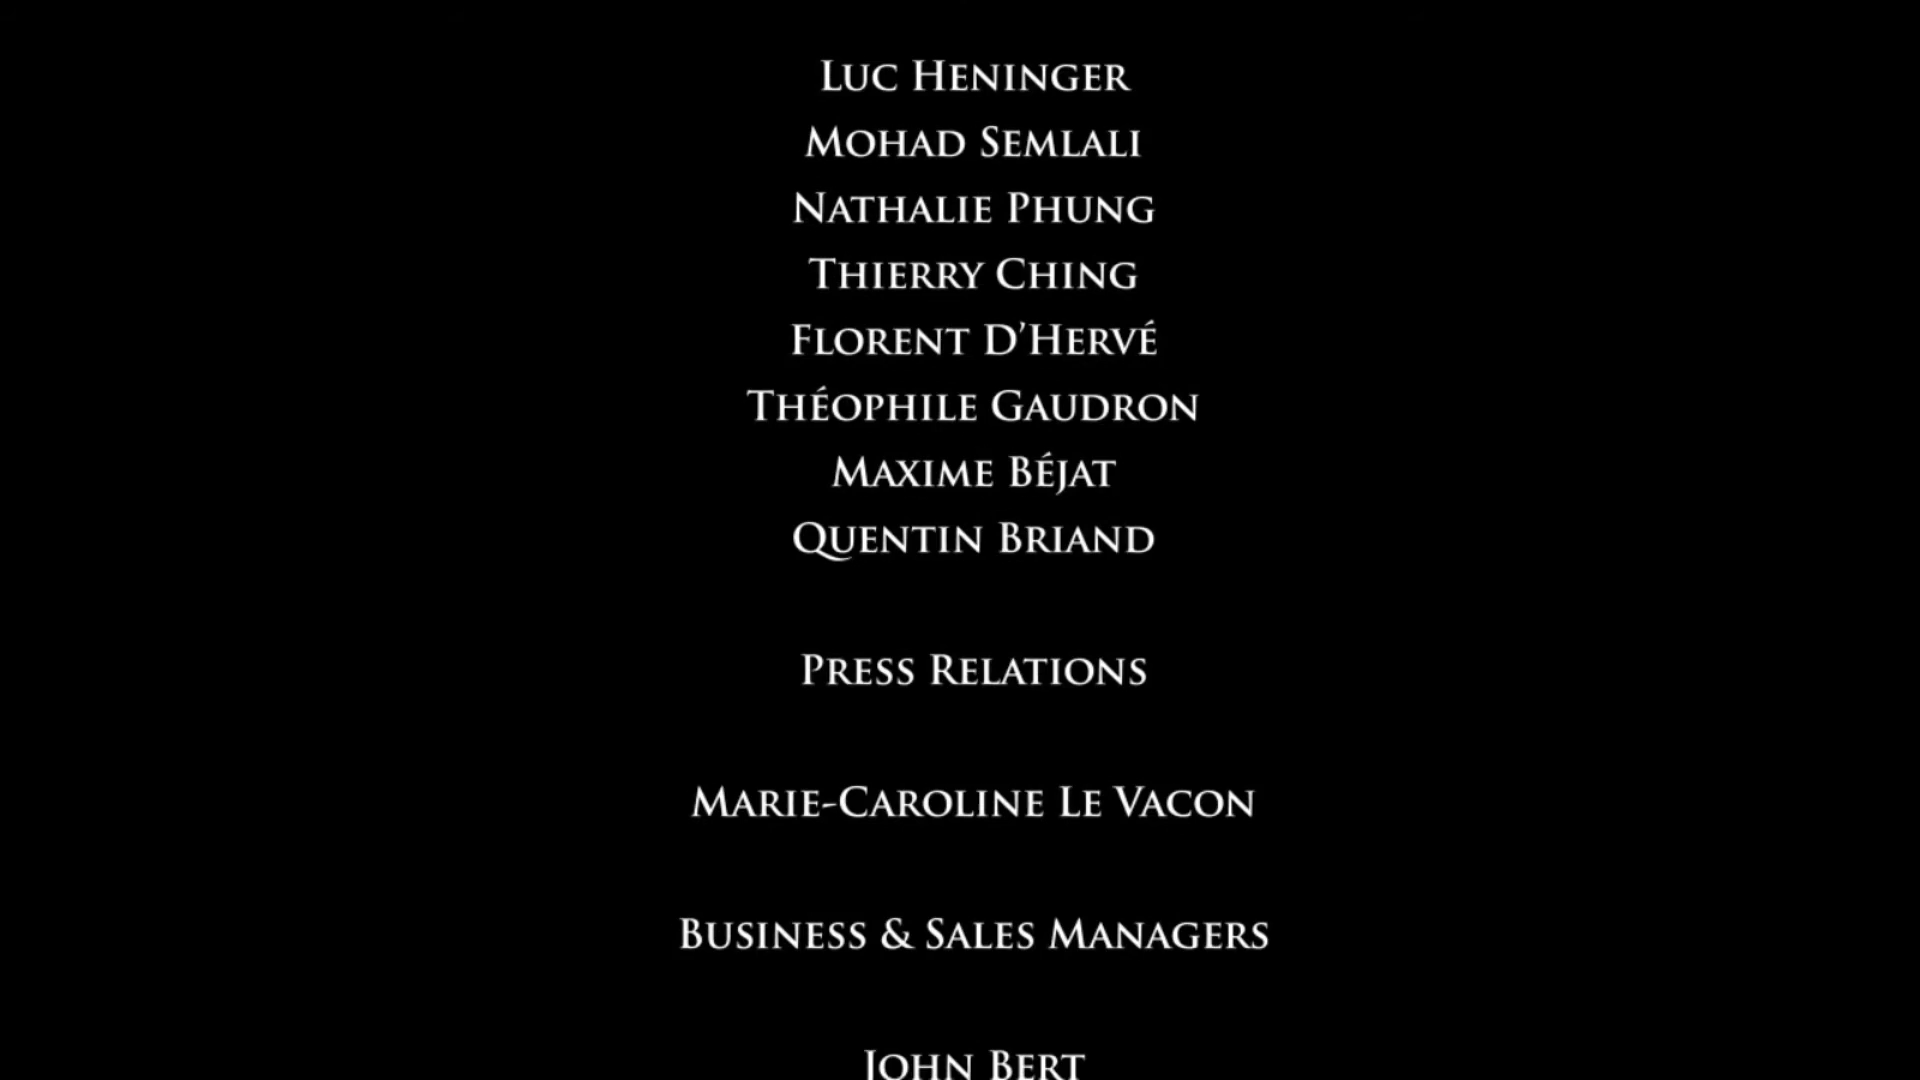 Luc Heninger
Mohad Semlali
Nathalie Phung
Thierry Ching
Florent D’Hervé
Théophile Gaudron
Maxime Béjat
Quentin Briand
Press Relations
Marie-Caroline Le Vacon
Business & Sales Managers
John Bert